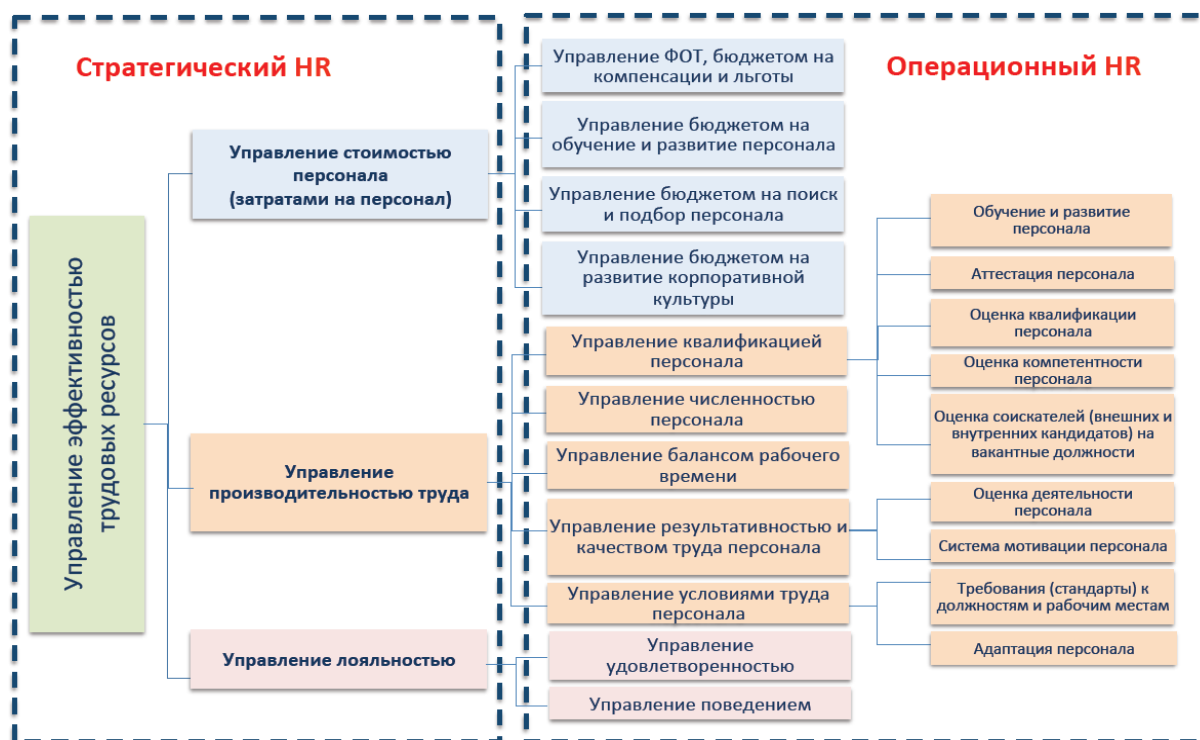 Стратегический HR
Управление эффективностью
трудовых ресурсов
Управление стоимостью
персонала
(затратами на персонал)
Управление
производительностью труда
Управление лояльностью
Операционный HR
Управление ФОТ, бюджетом на
компенсации и льготы
Управление бюджетом на
обучение и развитие персонала
Управление бюджетом на поиск
и подбор персонала
Управление бюджетом на
развитие корпоративной
культуры
Управление квалификацией
персонала
Управление численностью
персонала
Управление балансом рабочего
времени
Управление результативностью и
качеством труда персонала
Управление условиями труда
персонала
Управление
удовлетворенностью
Управление поведением
Обучение и развитие
персонала
Аттестация персонала
Оценка квалификации
персонала
Оценка компетентности
персонала
Оценка соискателей (внешних и
внутренних кандидатов) на
вакантные должности
Оценка деятельности
персонала
Система мотивации персонала
Требования (стандарты) к
должностям и рабочим местам
Адаптация персонала